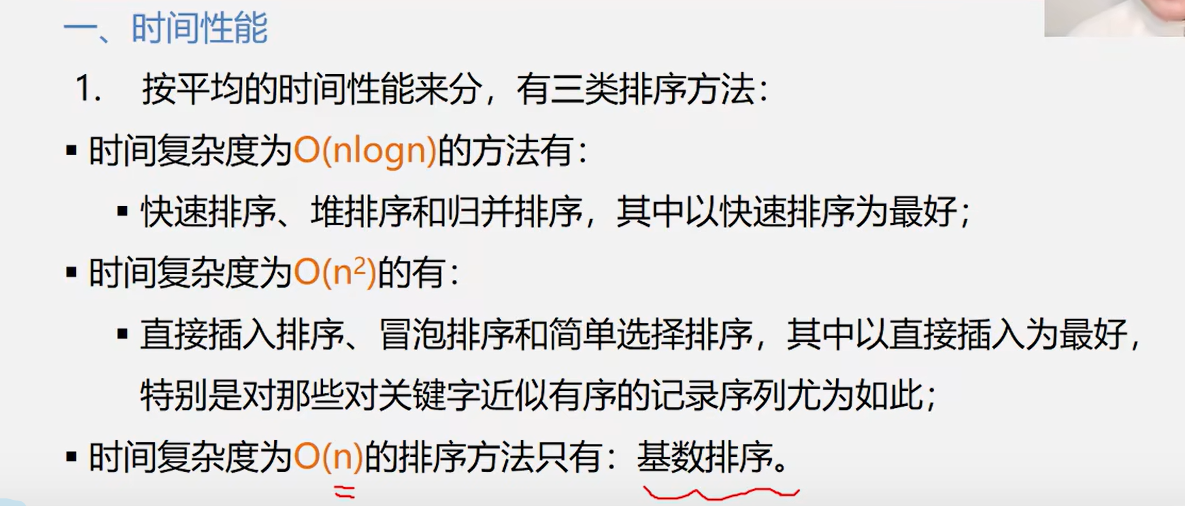 一、时间性能
1. 按平均的时间性能来分，有三类排序方法：
▪ 时间复杂度为O(nlogn)的方法有：
▪ 快速排序、堆排序和归并排序，其中以快速排序为最好；
▪ 时间复杂度为O(n²)的有：
▪ 直接插入排序、冒泡排序和简单选择排序，其中以直接插入为最好，
特别是对那些对关键字近似有序的记录序列尤为如此；
▪ 时间复杂度为O(n)的排序方法只有：基数排序。